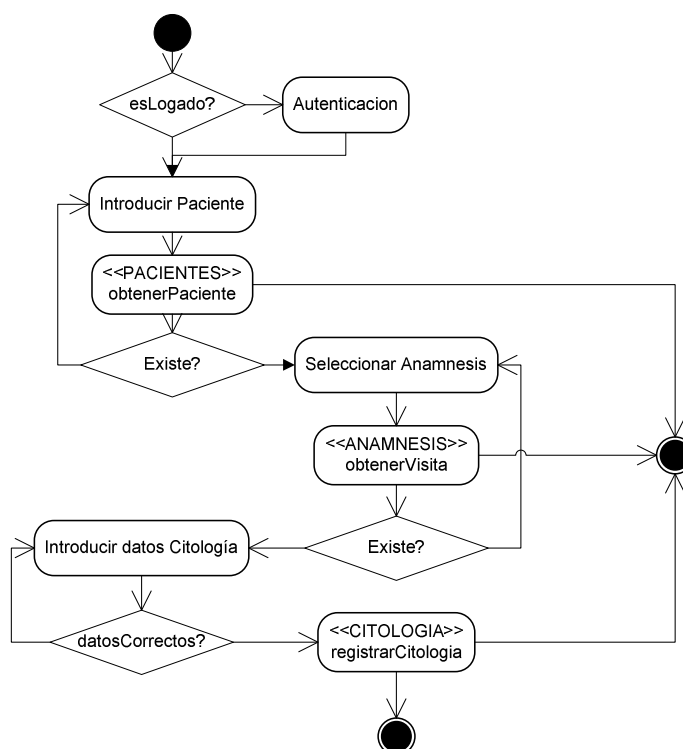 esLogado?
Autenticacion
Introducir Paciente
<<PACIENTES>>
obtenerPaciente
Existe?
Seleccionar Anamnesis
<<ANAMNESIS>>
obtenerVisita
Introducir datos Citología
Existe?
datosCorrectos?
<<CITOLOGIA>>
registrarCitologia